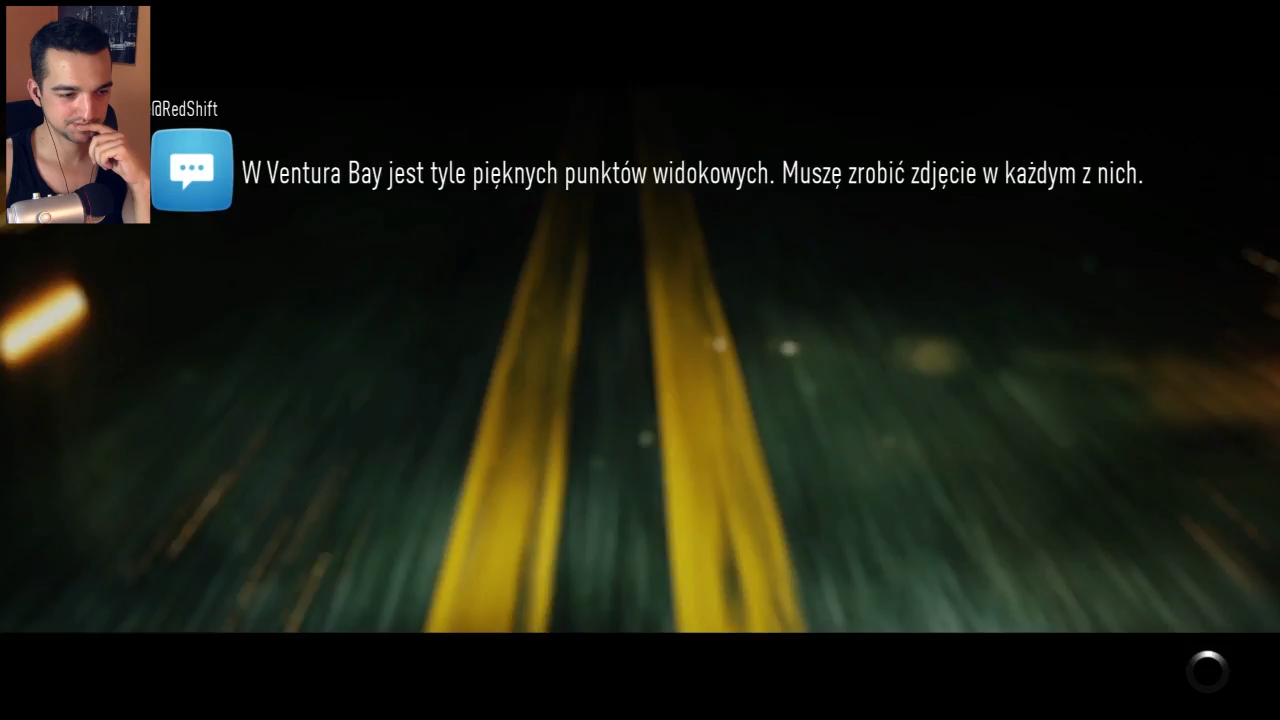 @RedShift
W Ventura Bay jest tyle pięknych punktów widokowych. Muszę zrobić zdjęcie w każdym z nich.